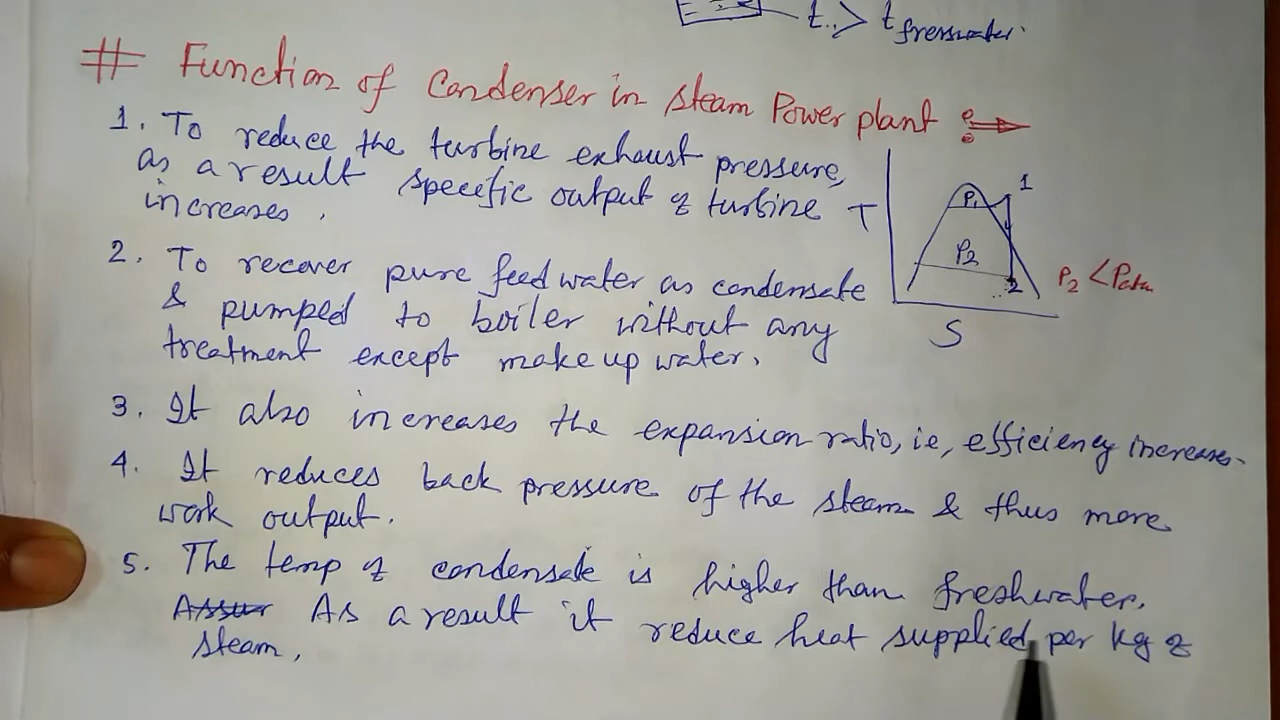 t.. > t freshwater.
# Function of Condenser in steam Power plant :⇒
1. To reduce the turbine exhaust pressure,
as a result specific output of turbine
increases.
T
P1
1
P2
2
S
P2 < Patm
2. To recover pure feed water as condensate
& pumped to boiler without any
treatment except make up water.
3. It also increases the expansion ratio, ie, efficiency increases.
4. It reduces back pressure of the steam & thus more
work output.
5. The temp of condensate is higher than freshwater.
As a result it reduce heat supplied per kg of
steam,